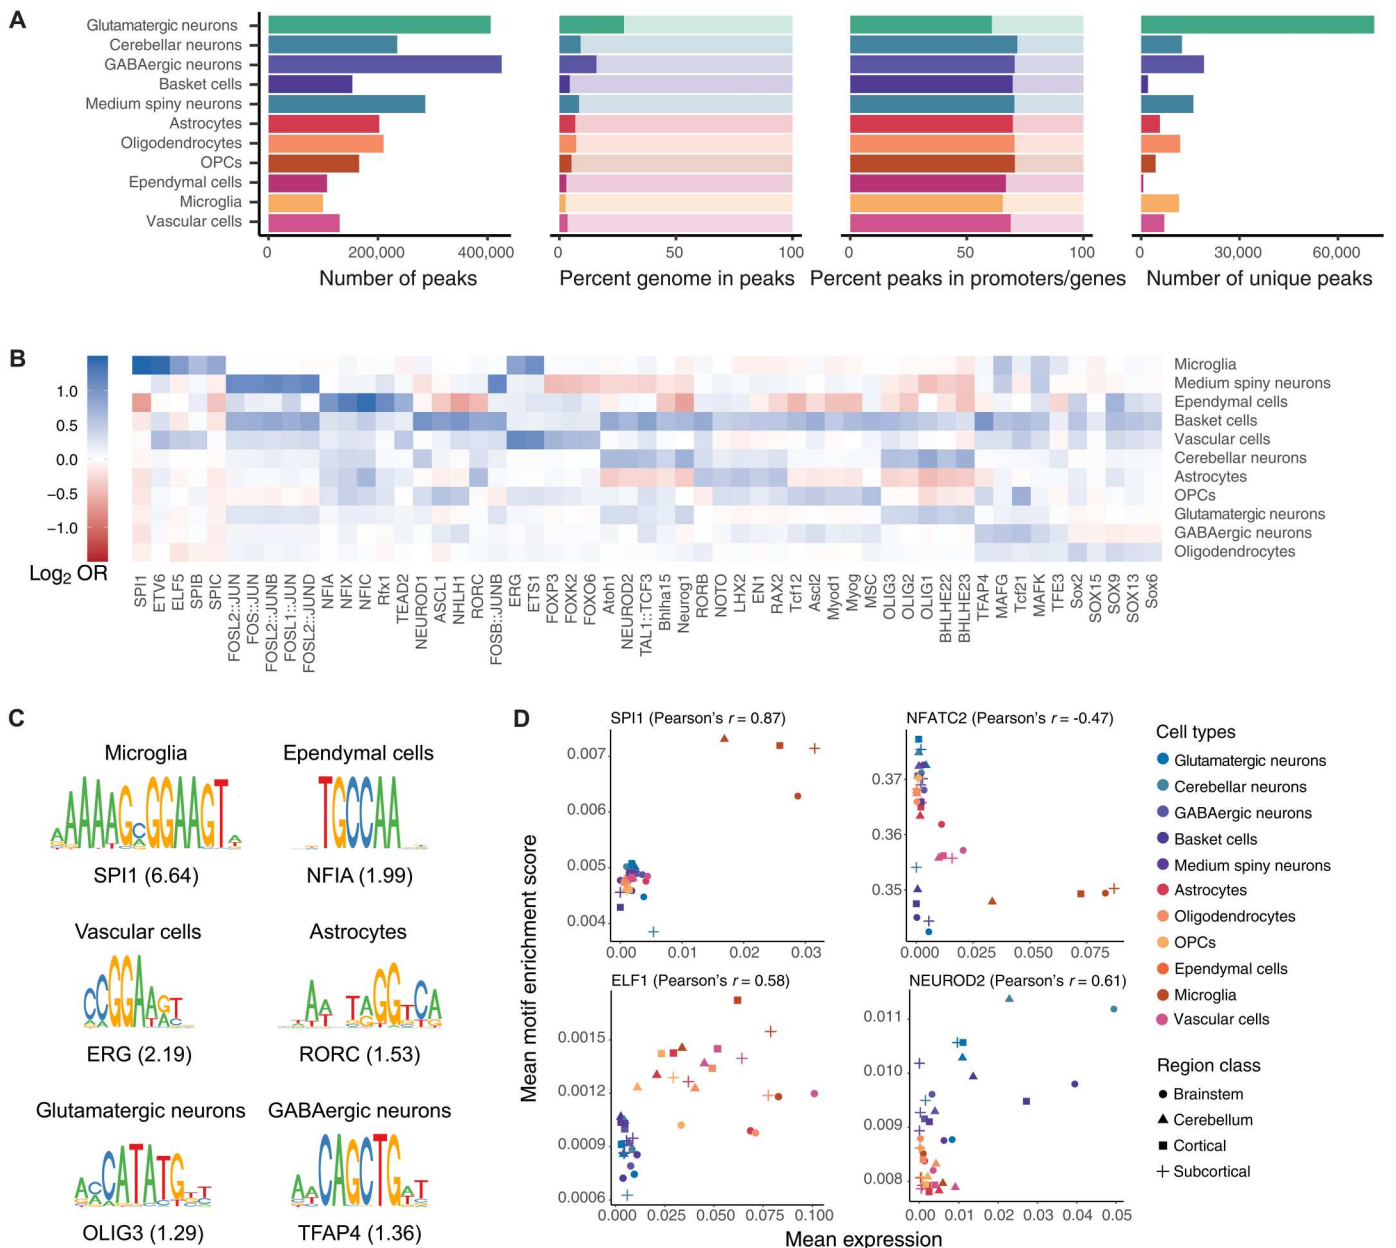 A
Glutamatergic neurons
Cerebellar neurons
GABAergic neurons
Basket cells
Medium spiny neurons
Astrocytes
Oligodendrocytes
OPCs
Ependymal cells
Microglia
Vascular cells
0 200,000 400,000
Number of peaks
0 50 100
Percent genome in peaks
0 50 100
Percent peaks in promoters/genes
0 30,000 60,000
Number of unique peaks
B
1.0
0.5
0.0
−0.5
−1.0
Log2 OR
Microglia
Medium spiny neurons
Ependymal cells
Basket cells
Vascular cells
Cerebellar neurons
Astrocytes
OPCs
Glutamatergic neurons
GABAergic neurons
Oligodendrocytes
SPI1
ETV6
ELF5
SPIB
SPIC
FOSL2::JUN
FOS::JUN
FOSL2::JUNB
FOSL1::JUN
FOSL2::JUND
NFIA
NFIX
NFIC
Rfx1
TEAD2
NEUROD1
ASCL1
NHLH1
RORC
FOSB::JUNB
ERG
ETS1
FOXP3
FOXK2
FOXO6
Atoh1
NEUROD2
TAL1::TCF3
Bhlha15
Neurog1
RORB
NOTO
LHX2
EN1
RAX2
Tcf12
Ascl2
Myod1
Myog
MSC
OLIG3
OLIG2
OLIG1
BHLHE22
BHLHE23
TFAP4
MAFG
Tcf21
MAFK
TFE3
Sox2
SOX15
SOX9
SOX13
Sox6
C
Microglia
SPI1 (6.64)
Ependymal cells
TGCCAA
NFIA (1.99)
Vascular cells
ERG (2.19)
Astrocytes
RORC (1.53)
Glutamatergic neurons
OLIG3 (1.29)
GABAergic neurons
TFAP4 (1.36)
D
Mean motif enrichment score
SPI1 (Pearson's r = 0.87)
0.007
0.006
0.005
0.004
0.00 0.01 0.02 0.03
NFATC2 (Pearson's r = -0.47)
0.37
0.36
0.35
0.000 0.025 0.050 0.075
ELF1 (Pearson's r = 0.58)
0.0015
0.0012
0.0009
0.0006
0.000 0.025 0.050 0.075 0.100
NEUROD2 (Pearson's r = 0.61)
0.011
0.010
0.009
0.008
0.00 0.01 0.02 0.03 0.04 0.05
Mean expression
Cell types
Glutamatergic neurons
Cerebellar neurons
GABAergic neurons
Basket cells
Medium spiny neurons
Astrocytes
Oligodendrocytes
OPCs
Ependymal cells
Microglia
Vascular cells
Region class
Brainstem
Cerebellum
Cortical
Subcortical